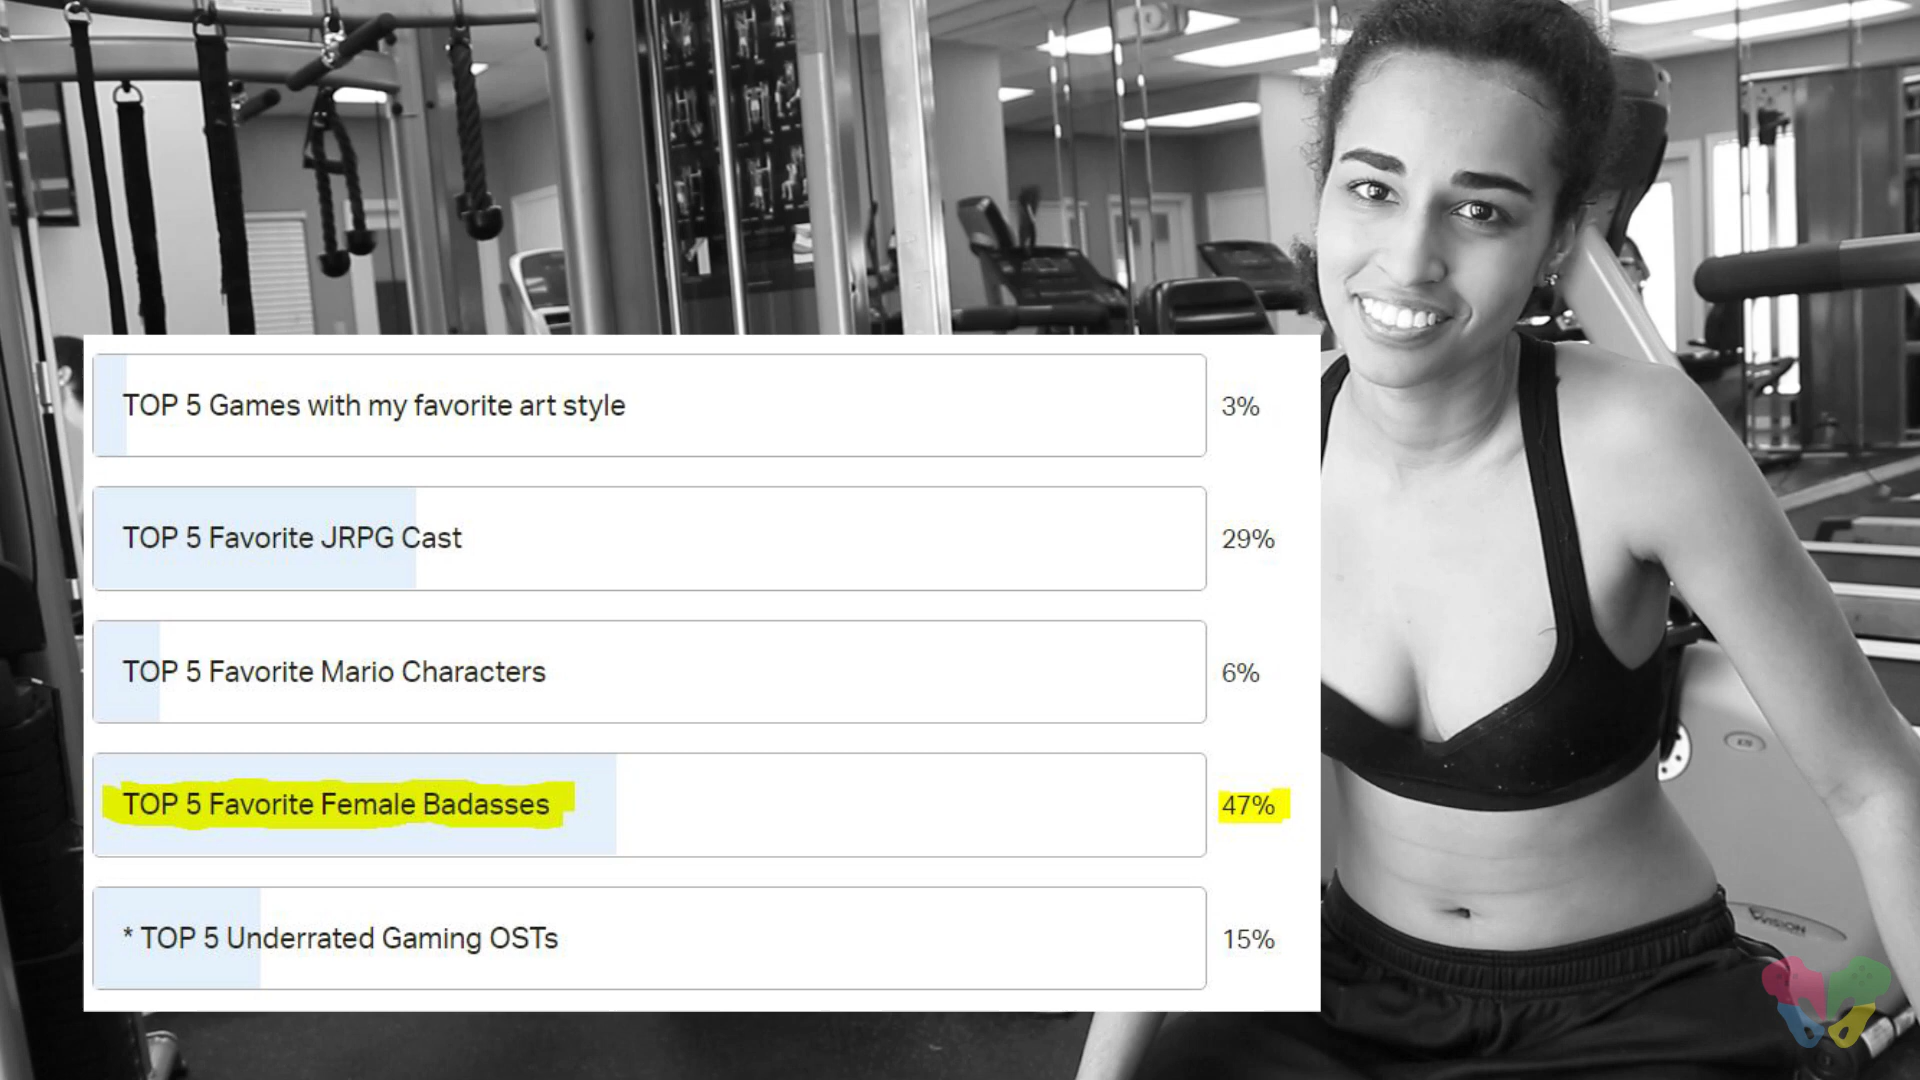 TOP 5 Games with my favorite art style 3%
TOP 5 Favorite JRPG Cast 29%
TOP 5 Favorite Mario Characters 6%
TOP 5 Favorite Female Badasses 47%
* TOP 5 Underrated Gaming OSTs 15%
VISION